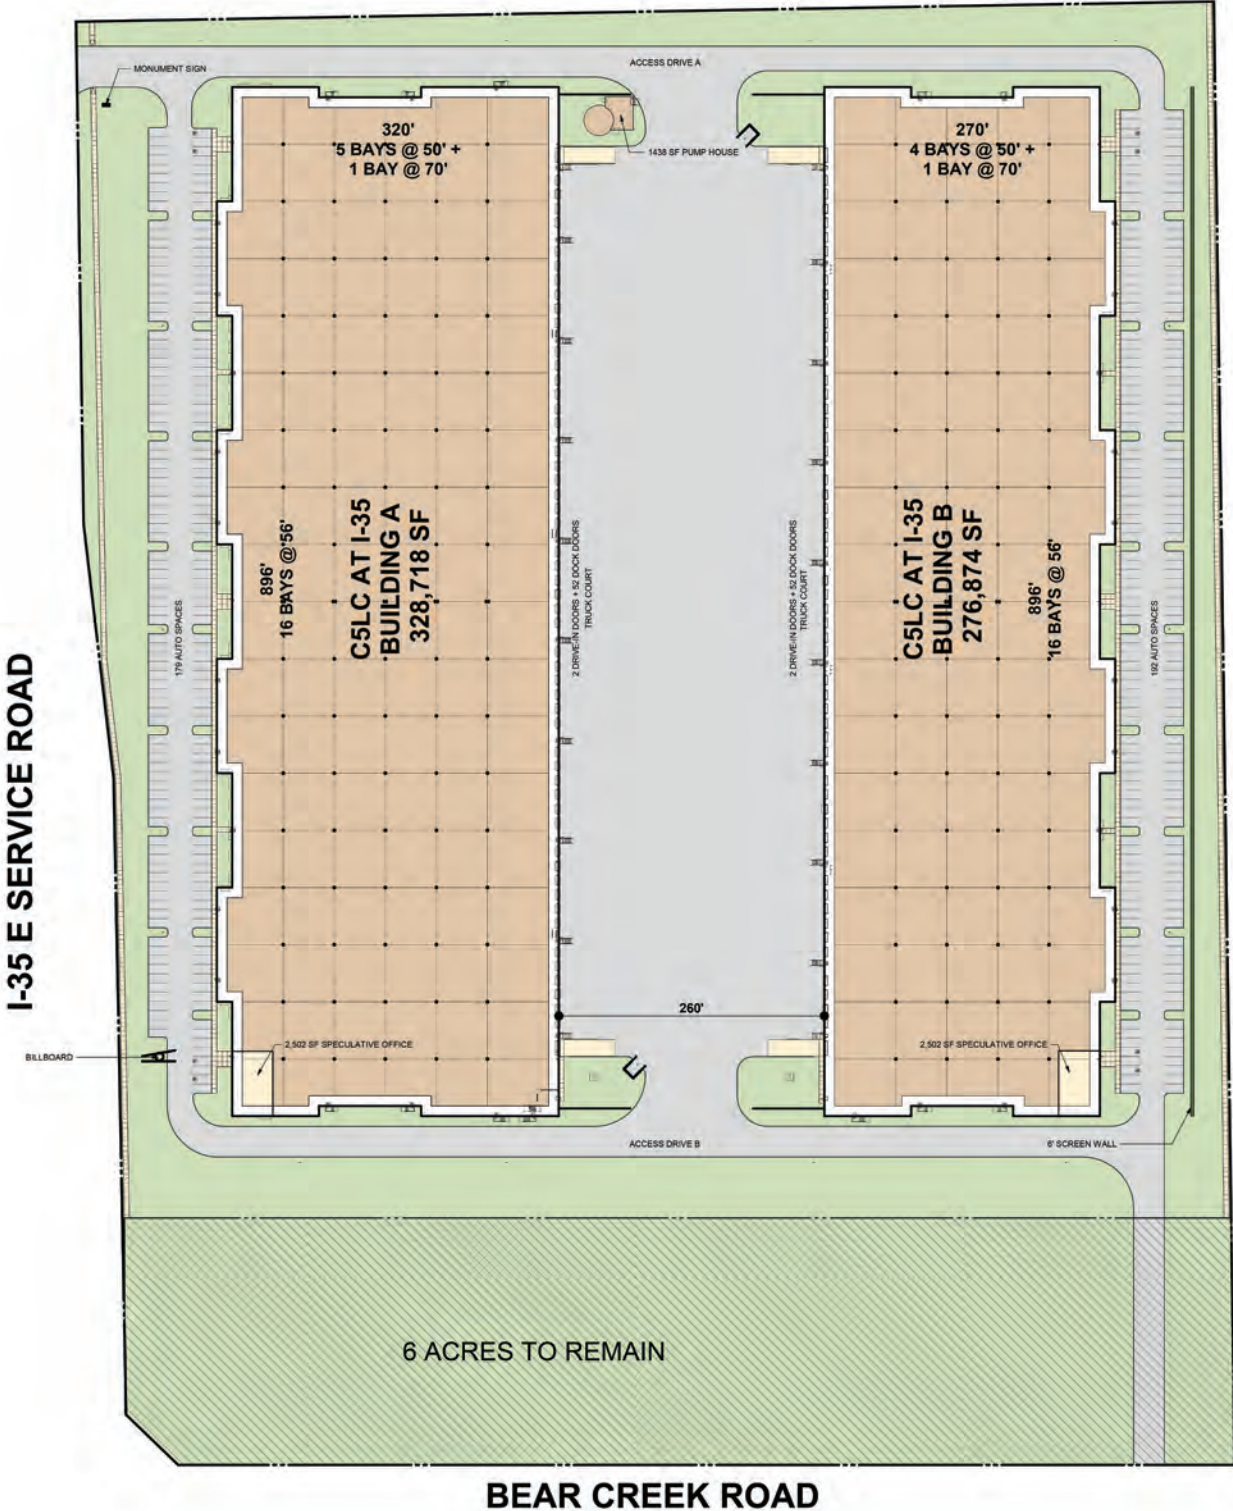 ACCESS DRIVE A
MONUMENT SIGN
320'
5 BAYS @ 50' +
1 BAY @ 70'
1438 SF PUMP HOUSE
270'
4 BAYS @ 50' +
1 BAY @ 70'
896'
16 BAYS @ 56'
C5LC AT I-35
BUILDING A
328,718 SF
2 DRIVE-IN DOORS + 52 DOCK DOORS
TRUCK COURT
2 DRIVE-IN DOORS + 52 DOCK DOORS
TRUCK COURT
C5LC AT I-35
BUILDING B
276,874 SF
896'
16 BAYS @ 56'
179 AUTO SPACES
192 AUTO SPACES
I-35 E SERVICE ROAD
260'
BILLBOARD
2,502 SF SPECULATIVE OFFICE
2,502 SF SPECULATIVE OFFICE
ACCESS DRIVE B
6' SCREEN WALL
6 ACRES TO REMAIN
BEAR CREEK ROAD